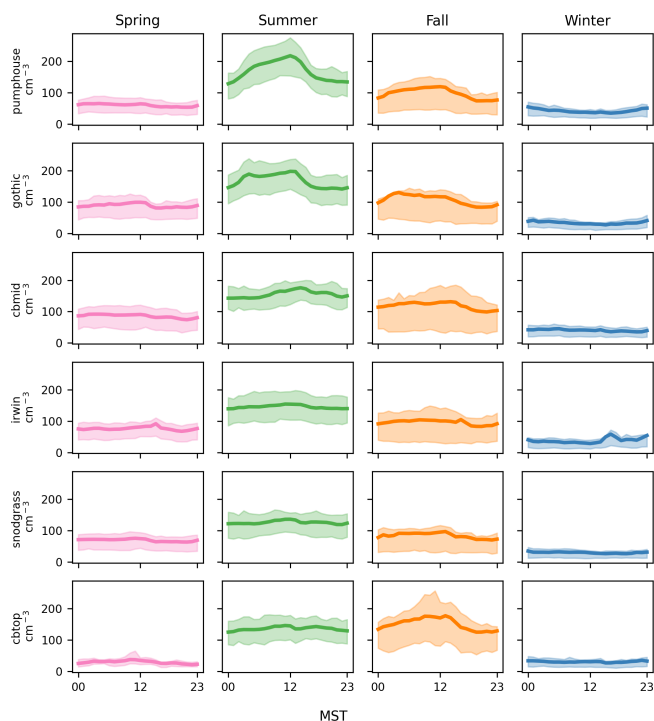 Spring Summer Fall Winter
pumphouse
cm⁻³
200
100
0
gothic
cm⁻³
200
100
0
cbmid
cm⁻³
200
100
0
irwin
cm⁻³
200
100
0
snodgrass
cm⁻³
200
100
0
cbtop
cm⁻³
200
100
0
00 12 23 00 12 23 00 12 23 00 12 23
MST